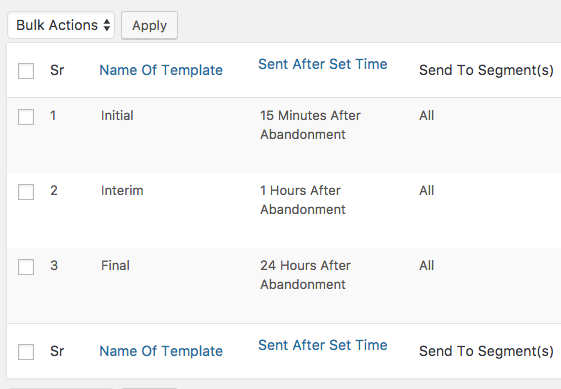 Bulk Actions Apply
Sr Name Of Template Sent After Set Time Send To Segment(s)
1 Initial 15 Minutes After Abandonment All
2 Interim 1 Hours After Abandonment All
3 Final 24 Hours After Abandonment All
Sr Name Of Template Sent After Set Time Send To Segment(s)